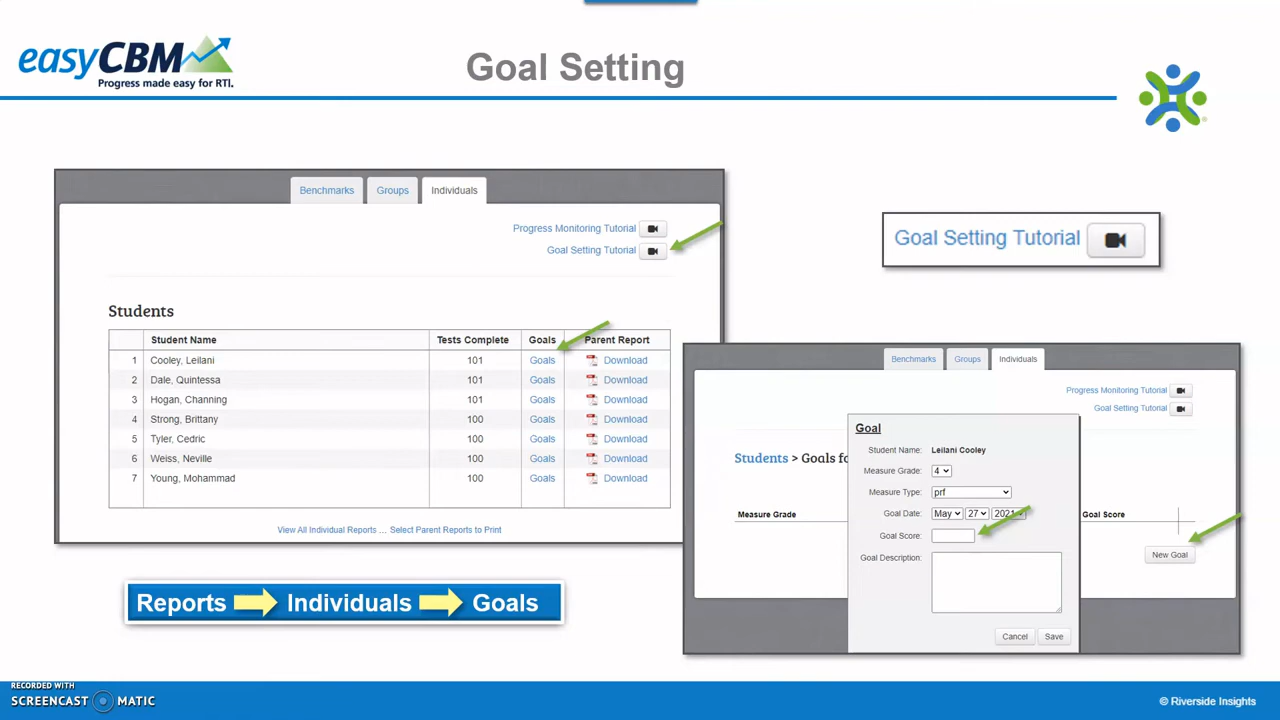 easyCBM
Progress made easy for RTI.
Goal Setting
Benchmarks Groups Individuals
Progress Monitoring Tutorial
Goal Setting Tutorial
Students
Student Name Tests Complete Goals Parent Report
1 Cooley, Leilani 101 Goals Download
2 Dale, Quintessa 101 Goals Download
3 Hogan, Channing 101 Goals Download
4 Strong, Brittany 100 Goals Download
5 Tyler, Cedric 100 Goals Download
6 Weiss, Neville 100 Goals Download
7 Young, Mohammad 100 Goals Download
View All Individual Reports ... Select Parent Reports to Print
Goal Setting Tutorial
Benchmarks Groups Individuals
Progress Monitoring Tutorial
Goal Setting Tutorial
Students > Goals fo
Measure Grade Goal Score
New Goal
Goal
Student Name: Leilani Cooley
Measure Grade: 4
Measure Type: prf
Goal Date: May 27 2021
Goal Score:
Goal Description:
Cancel Save
Reports Individuals Goals
RECORDED WITH
SCREENCAST MATIC
© Riverside Insights